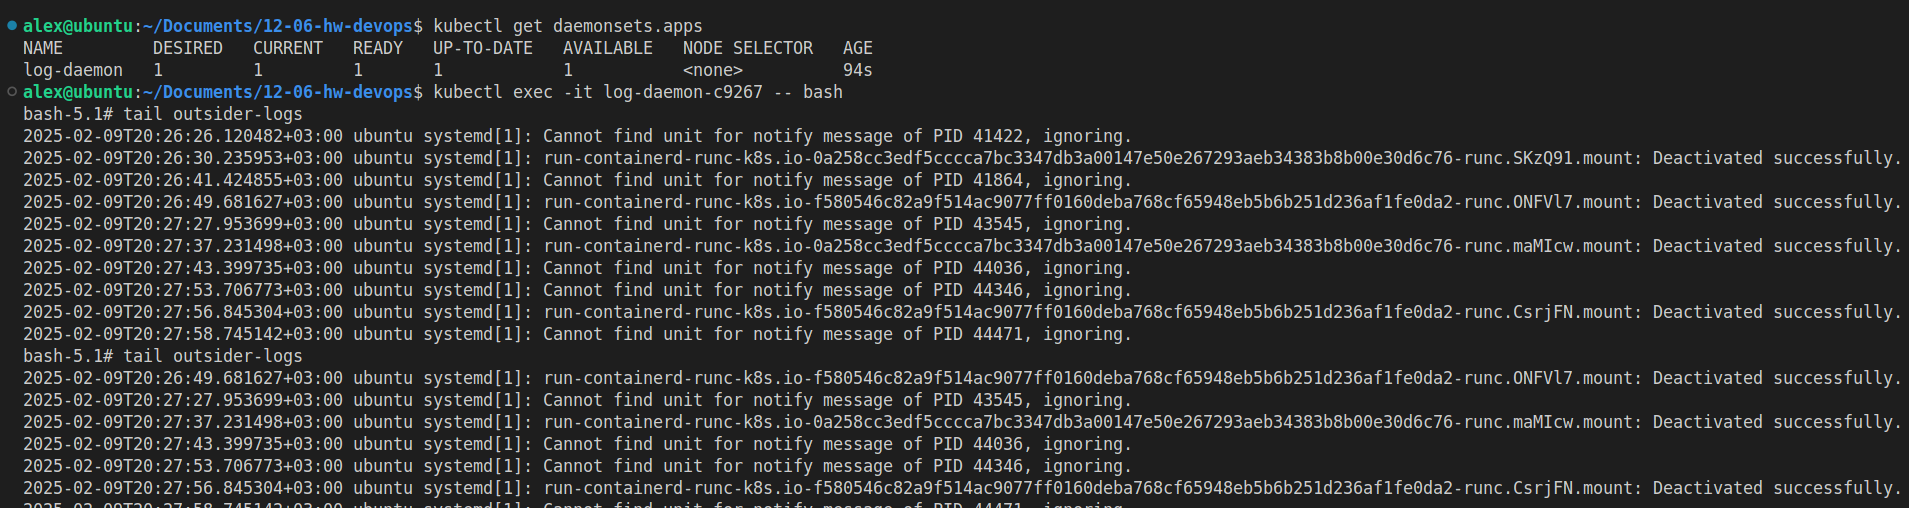 alex@ubuntu:~/Documents/12-06-hw-devops$ kubectl get daemonsets.apps
NAME         DESIRED   CURRENT   READY   UP-TO-DATE   AVAILABLE   NODE SELECTOR   AGE
log-daemon   1         1         1       1            1           <none>          94s
alex@ubuntu:~/Documents/12-06-hw-devops$ kubectl exec -it log-daemon-c9267 -- bash
bash-5.1# tail outsider-logs
2025-02-09T20:26:26.120482+03:00 ubuntu systemd[1]: Cannot find unit for notify message of PID 41422, ignoring.
2025-02-09T20:26:30.235953+03:00 ubuntu systemd[1]: run-containerd-runc-k8s.io-0a258cc3edf5cccca7bc3347db3a00147e50e267293aeb34383b8b00e30d6c76-runc.SKzQ91.mount: Deactivated successfully.
2025-02-09T20:26:41.424855+03:00 ubuntu systemd[1]: Cannot find unit for notify message of PID 41864, ignoring.
2025-02-09T20:26:49.681627+03:00 ubuntu systemd[1]: run-containerd-runc-k8s.io-f580546c82a9f514ac9077ff0160deba768cf65948eb5b6b251d236af1fe0da2-runc.ONFVl7.mount: Deactivated successfully.
2025-02-09T20:27:27.953699+03:00 ubuntu systemd[1]: Cannot find unit for notify message of PID 43545, ignoring.
2025-02-09T20:27:37.231498+03:00 ubuntu systemd[1]: run-containerd-runc-k8s.io-0a258cc3edf5cccca7bc3347db3a00147e50e267293aeb34383b8b00e30d6c76-runc.maMIcw.mount: Deactivated successfully.
2025-02-09T20:27:43.399735+03:00 ubuntu systemd[1]: Cannot find unit for notify message of PID 44036, ignoring.
2025-02-09T20:27:53.706773+03:00 ubuntu systemd[1]: Cannot find unit for notify message of PID 44346, ignoring.
2025-02-09T20:27:56.845304+03:00 ubuntu systemd[1]: run-containerd-runc-k8s.io-f580546c82a9f514ac9077ff0160deba768cf65948eb5b6b251d236af1fe0da2-runc.CsrjFN.mount: Deactivated successfully.
2025-02-09T20:27:58.745142+03:00 ubuntu systemd[1]: Cannot find unit for notify message of PID 44471, ignoring.
bash-5.1# tail outsider-logs
2025-02-09T20:26:49.681627+03:00 ubuntu systemd[1]: run-containerd-runc-k8s.io-f580546c82a9f514ac9077ff0160deba768cf65948eb5b6b251d236af1fe0da2-runc.ONFVl7.mount: Deactivated successfully.
2025-02-09T20:27:27.953699+03:00 ubuntu systemd[1]: Cannot find unit for notify message of PID 43545, ignoring.
2025-02-09T20:27:37.231498+03:00 ubuntu systemd[1]: run-containerd-runc-k8s.io-0a258cc3edf5cccca7bc3347db3a00147e50e267293aeb34383b8b00e30d6c76-runc.maMIcw.mount: Deactivated successfully.
2025-02-09T20:27:43.399735+03:00 ubuntu systemd[1]: Cannot find unit for notify message of PID 44036, ignoring.
2025-02-09T20:27:53.706773+03:00 ubuntu systemd[1]: Cannot find unit for notify message of PID 44346, ignoring.
2025-02-09T20:27:56.845304+03:00 ubuntu systemd[1]: run-containerd-runc-k8s.io-f580546c82a9f514ac9077ff0160deba768cf65948eb5b6b251d236af1fe0da2-runc.CsrjFN.mount: Deactivated successfully.
2025-02-09T20:27:58.745142+03:00 ubuntu systemd[1]: Cannot find unit for notify message of PID 44471, ignoring.